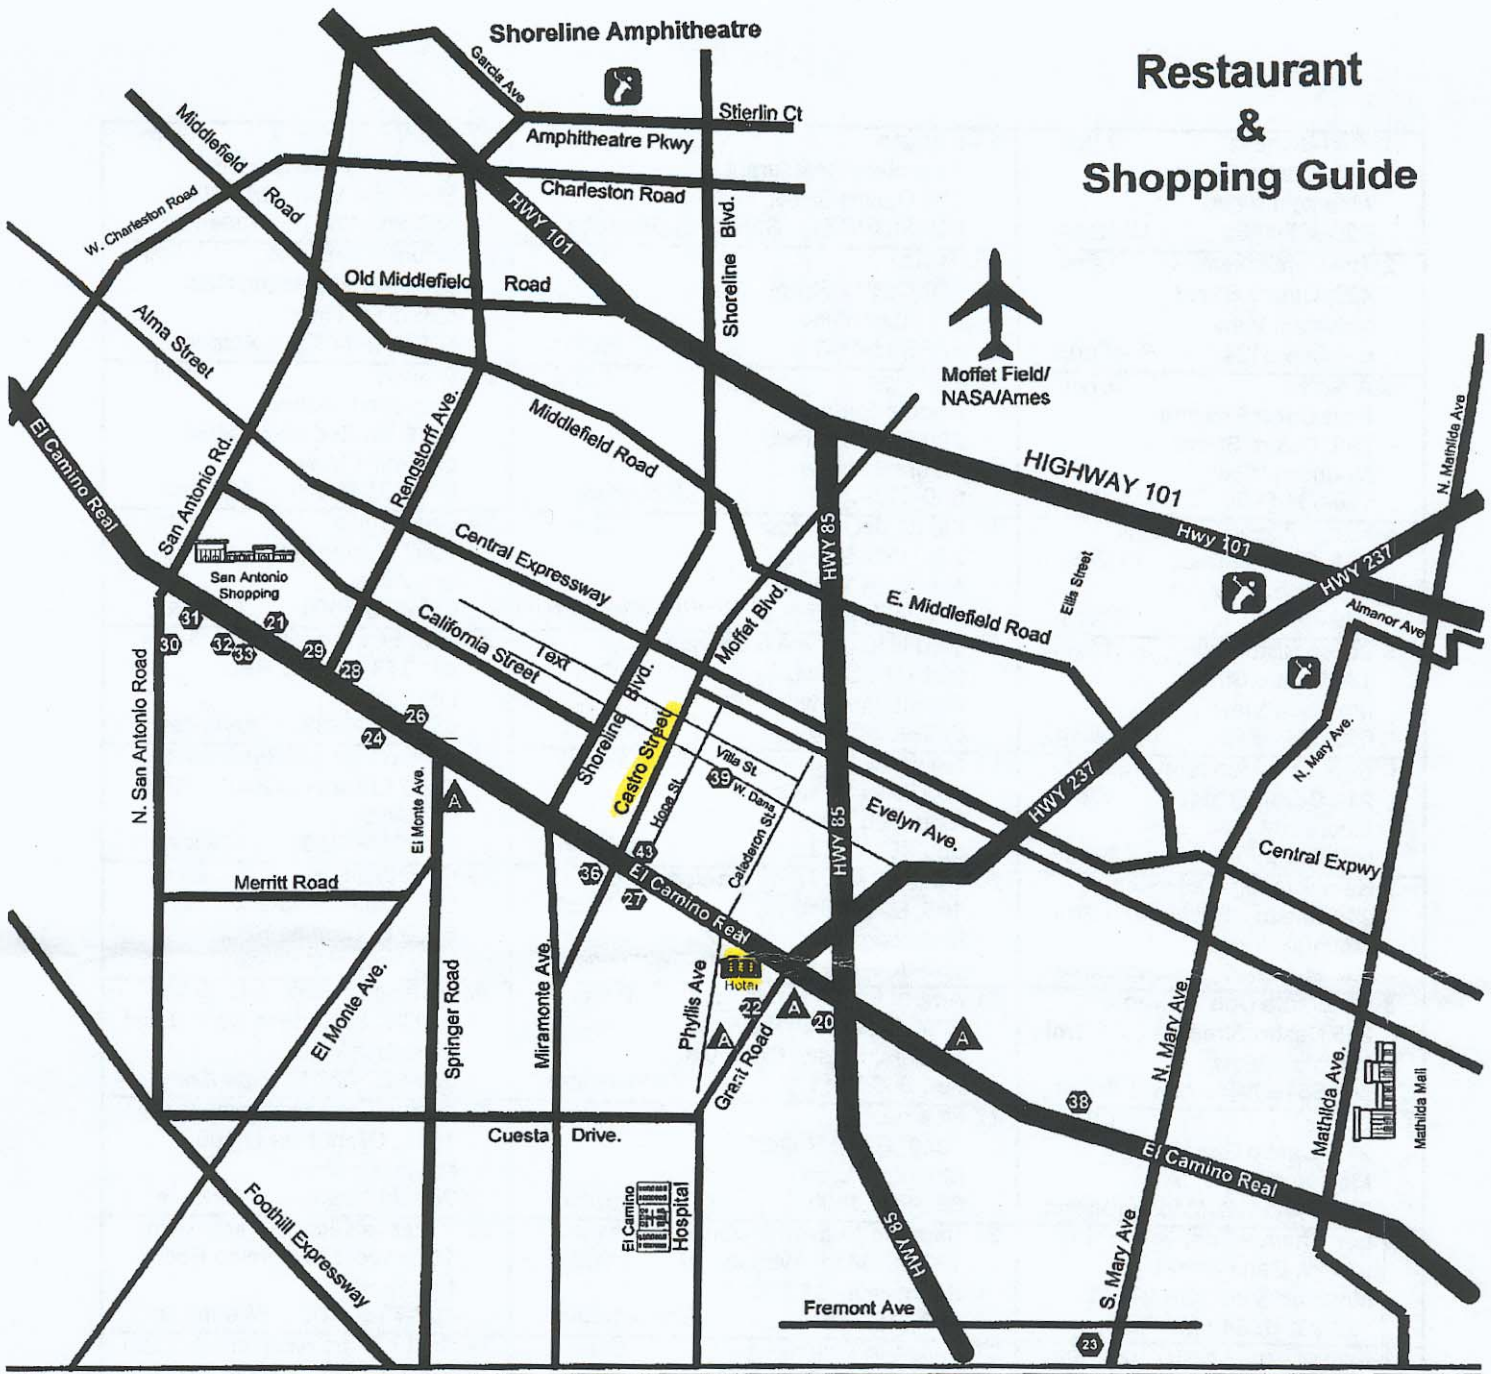 Shoreline Amphitheatre
Restaurant
&
Shopping Guide
Garcia Ave
Stierlin Ct
Amphitheatre Pkwy
Middlefield
Road
Charleston Road
W. Charleston Road
HWY 101
Shoreline Blvd.
Old Middlefield Road
Alma Street
Moffet Field/
NASA/Ames
El Camino Real
San Antonio Rd.
Rengstorff Ave.
Middlefield Road
HIGHWAY 101
Hwy 101
N. Mathilda Ave
HWY 237
HWY 85
Central Expressway
San Antonio
Shopping
California Street
Text
Moffet Blvd.
E. Middlefield Road
Ellis Street
Almanor Ave
31
30
32
33
21
29
28
26
24
N. San Antonio Road
Shoreline Blvd.
Castro Street
Hope St.
Villa St.
39
W. Dana
Caladeron St.
HWY 85
Evelyn Ave.
HWY 237
N. Mary Ave.
Central Expwy
El Monte Ave.
A
Merritt Road
43
36
27
El Camino Real
Hotel
22
A
20
A
A
Phyllis Ave
Grant Road
El Monte Ave.
Springer Road
Miramonte Ave.
N. Mary Ave.
38
Mathilda Ave.
Mathilda Mall
Cuesta Drive.
El Camino Real
El Camino
Hospital
Foothill Expressway
HWY 85
S. Mary Ave
Fremont Ave
23